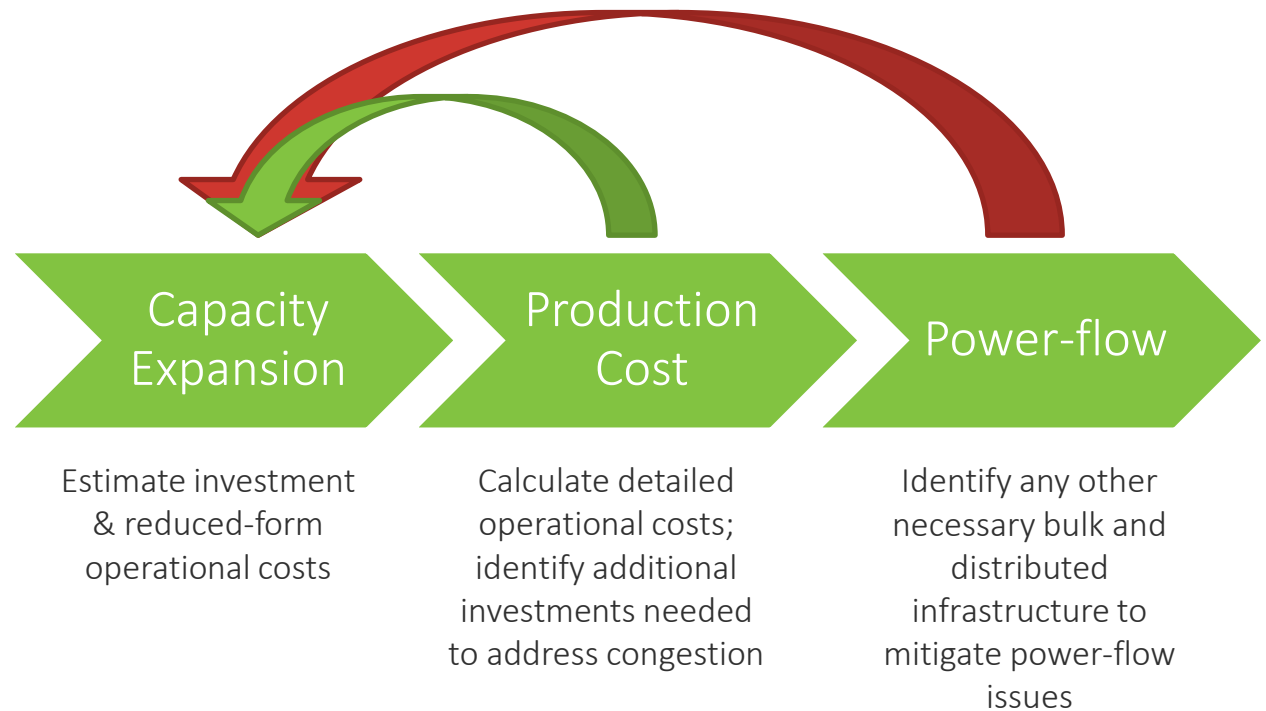 Capacity
Expansion
Production
Cost
Power-flow
Estimate investment
& reduced-form
operational costs
Calculate detailed
operational costs;
identify additional
investments needed
to address congestion
Identify any other
necessary bulk and
distributed
infrastructure to
mitigate power-flow
issues